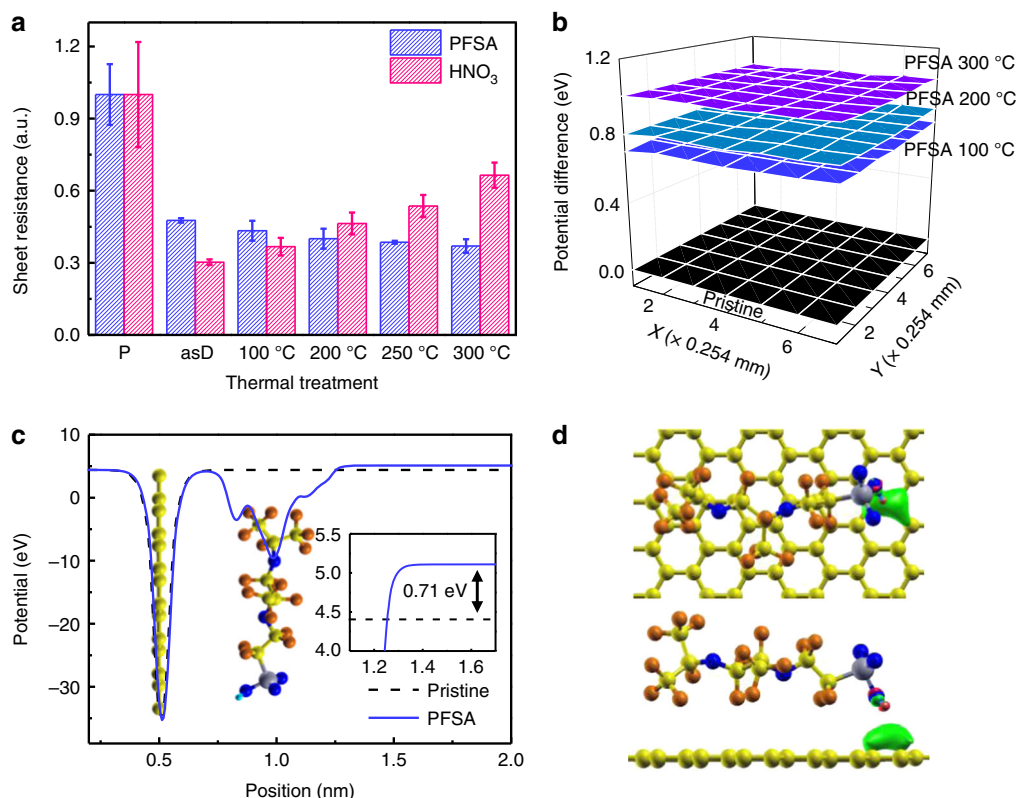 a
1.2
0.9
0.6
0.3
0.0
Sheet resistance (a.u.)
PFSA
HNO3
P asD 100 °C 200 °C 250 °C 300 °C
Thermal treatment
b
1.2
0.8
0.4
0.0
Potential difference (eV)
PFSA 300 °C
PFSA 200 °C
PFSA 100 °C
Pristine
2 4 6
X (× 0.254 mm)
2 4 6
Y (× 0.254 mm)
c
10
0
−10
−20
−30
Potential (eV)
5.5
5.0
4.5
4.0
0.71 eV
1.2 1.4 1.6
Pristine
PFSA
0.5 1.0 1.5 2.0
Position (nm)
d